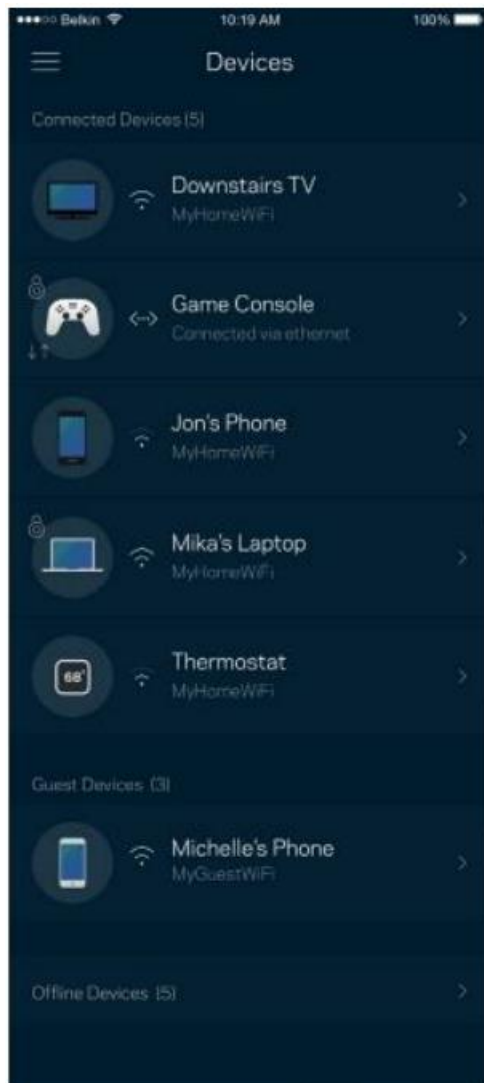 Belkin 10:19 AM 100%
Devices
Connected Devices (5)
Downstairs TV
MyHomeWiFi
Game Console
Connected via ethernet
Jon's Phone
MyHomeWiFi
Mika's Laptop
MyHomeWiFi
68°
Thermostat
MyHomeWiFi
Guest Devices (3)
Michelle's Phone
MyGuestWiFi
Offline Devices (5)